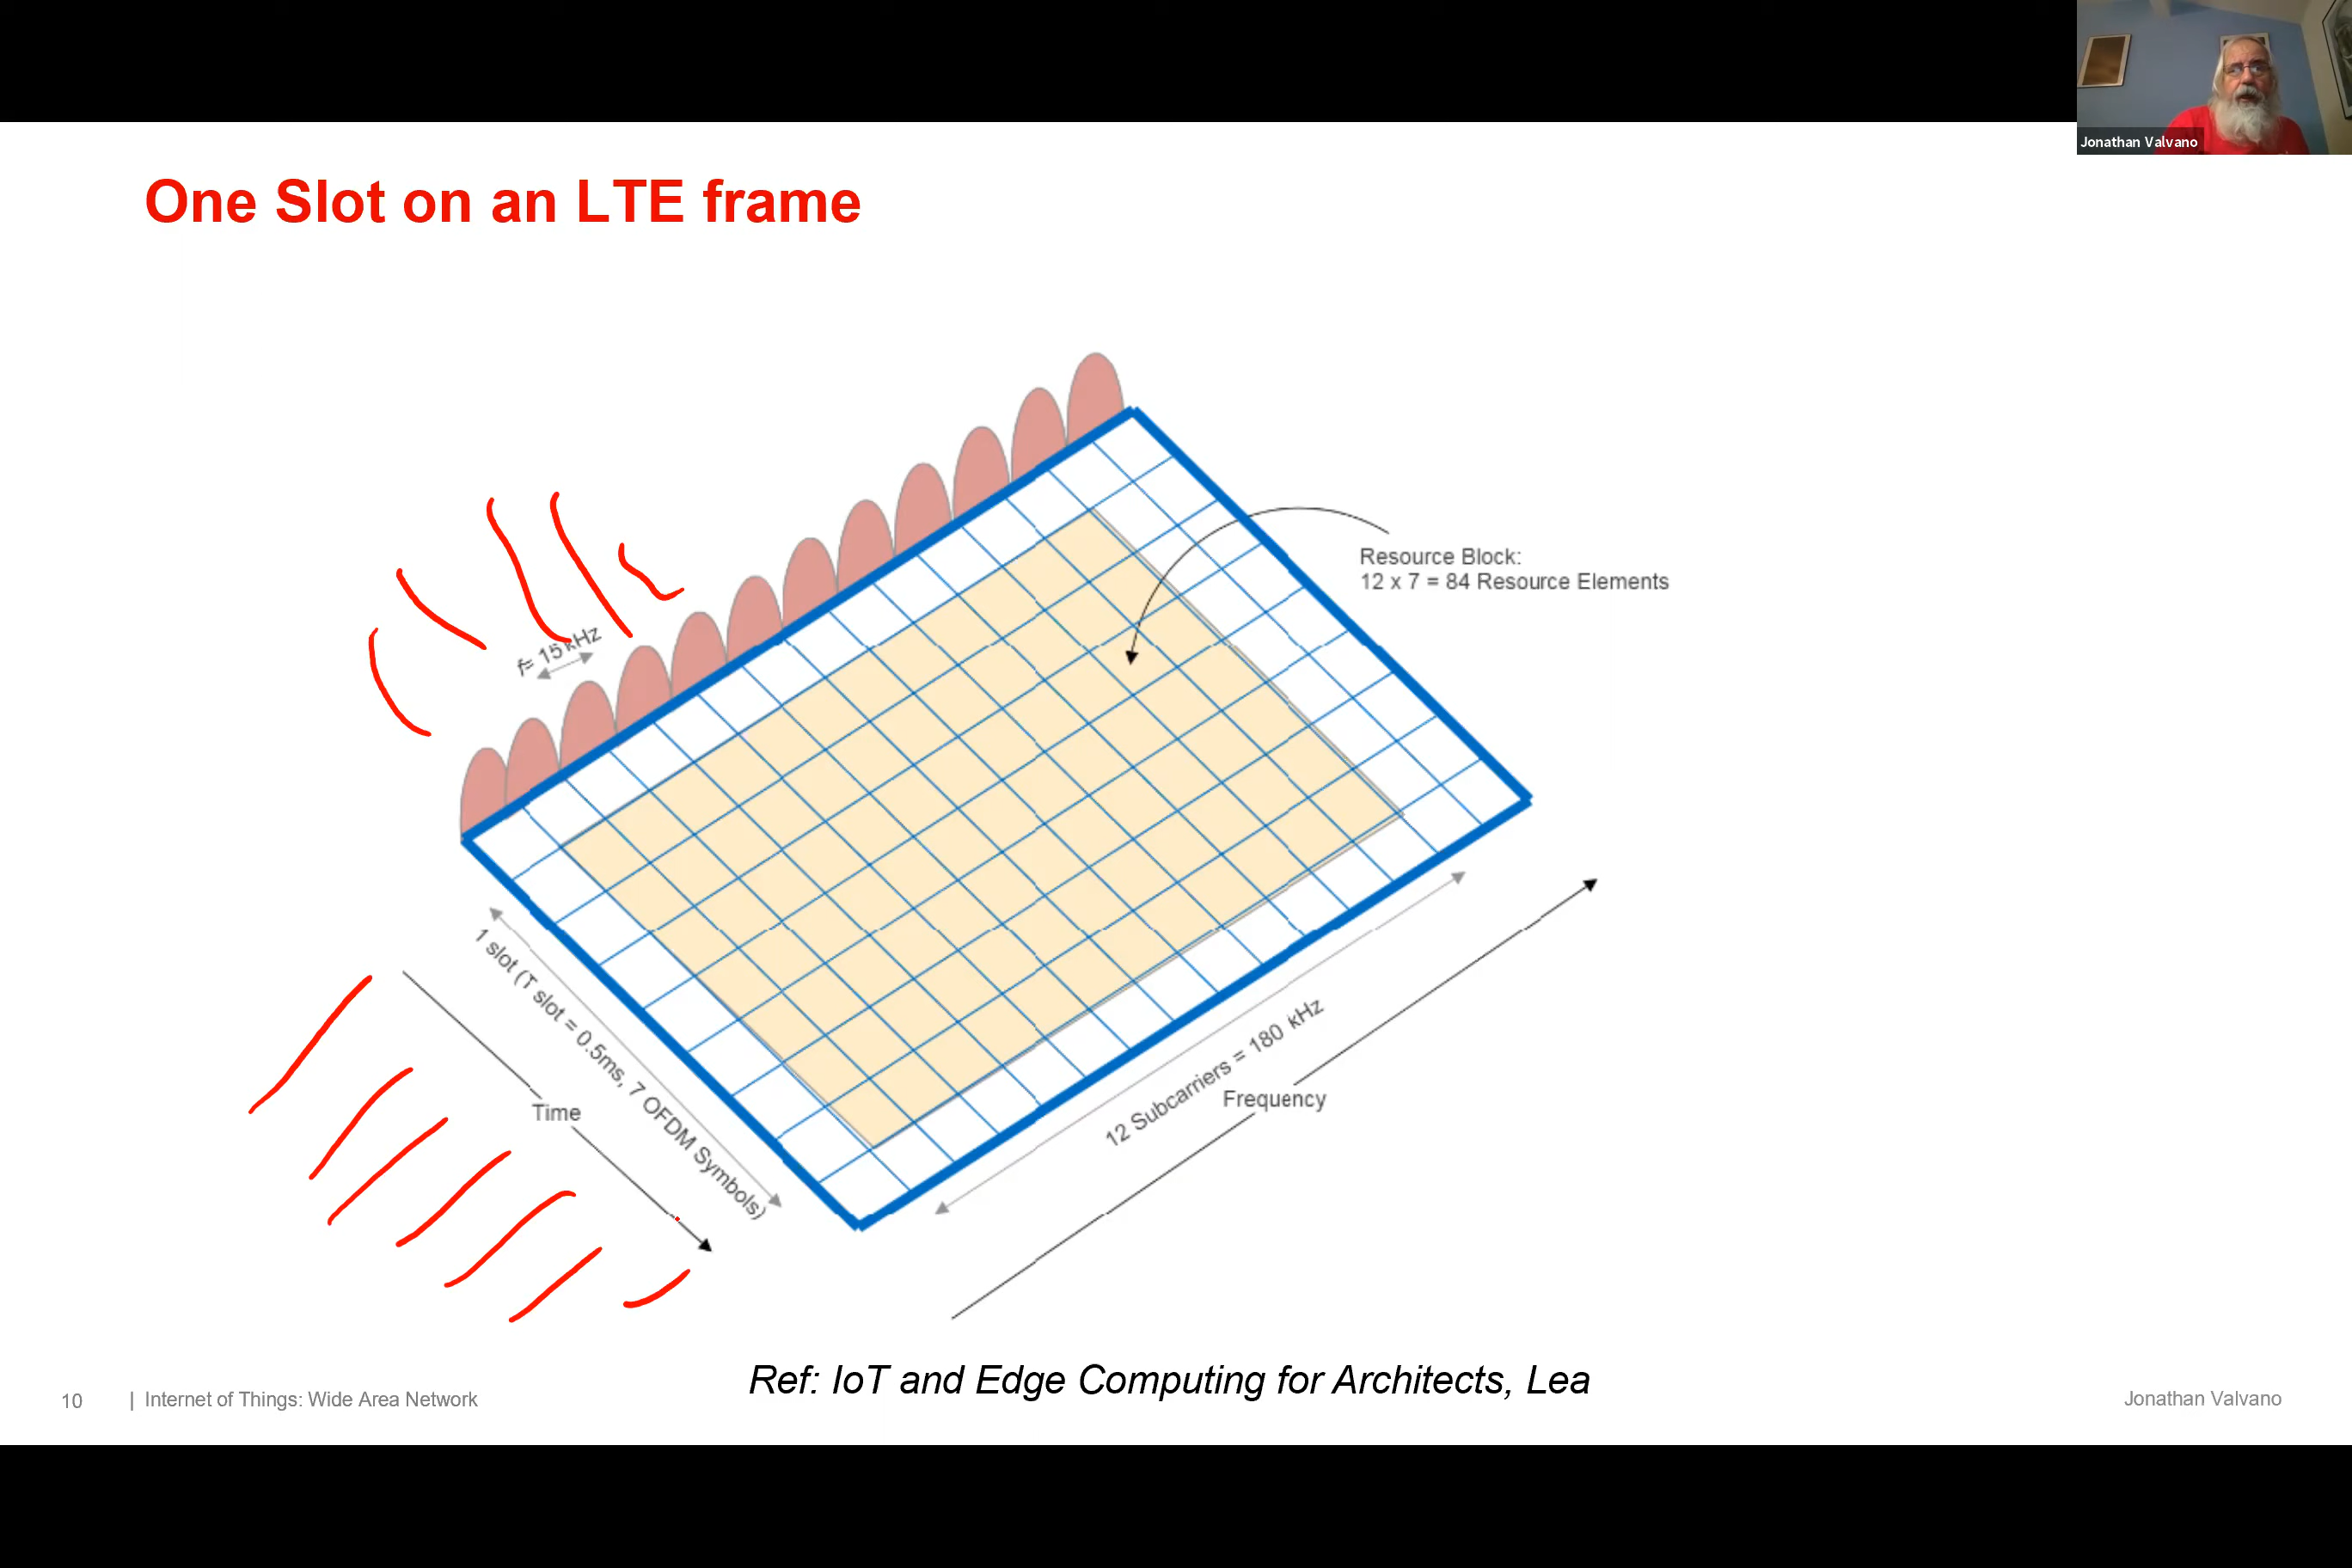 Jonathan Valvano
One Slot on an LTE frame
Resource Block:
12 x 7 = 84 Resource Elements
f= 15 kHz
1 slot (T slot = 0.5ms, 7 OFDM Symbols)
Time
12 Subcarriers = 180 kHz
Frequency
Ref: IoT and Edge Computing for Architects, Lea
10 | Internet of Things: Wide Area Network
Jonathan Valvano